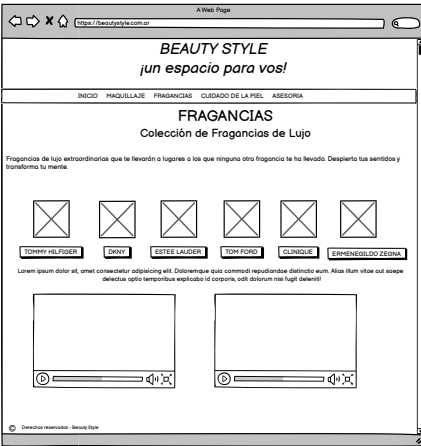 A Web Page
https://beautystyle.com.ar
BEAUTY STYLE
¡un espacio para vos!
INICIO MAQUILLAJE FRAGANCIAS CUIDADO DE LA PIEL ASESORIA
FRAGANCIAS
Colección de Fragancias de Lujo
Fragancias de lujo extraordinarias que te llevarán a lugares a los que ninguna otra fragancia te ha llevado. Despierta tus sentidos y
transforma tu mente.
TOMMY HILFIGER DKNY ESTEE LAUDER TOM FORD CLINIQUE ERMENEGILDO ZEGNA
Lorem ipsum dolor sit, amet consectetur adipisicing elit. Doloremque quia commodi repudiandae distinctio eum. Alias illum vitae aut saepe
delectus optio temporibus explicabo id corporis, odit dolorum nisi fugit deleniti!
© Derechos reservados - Beauty Style